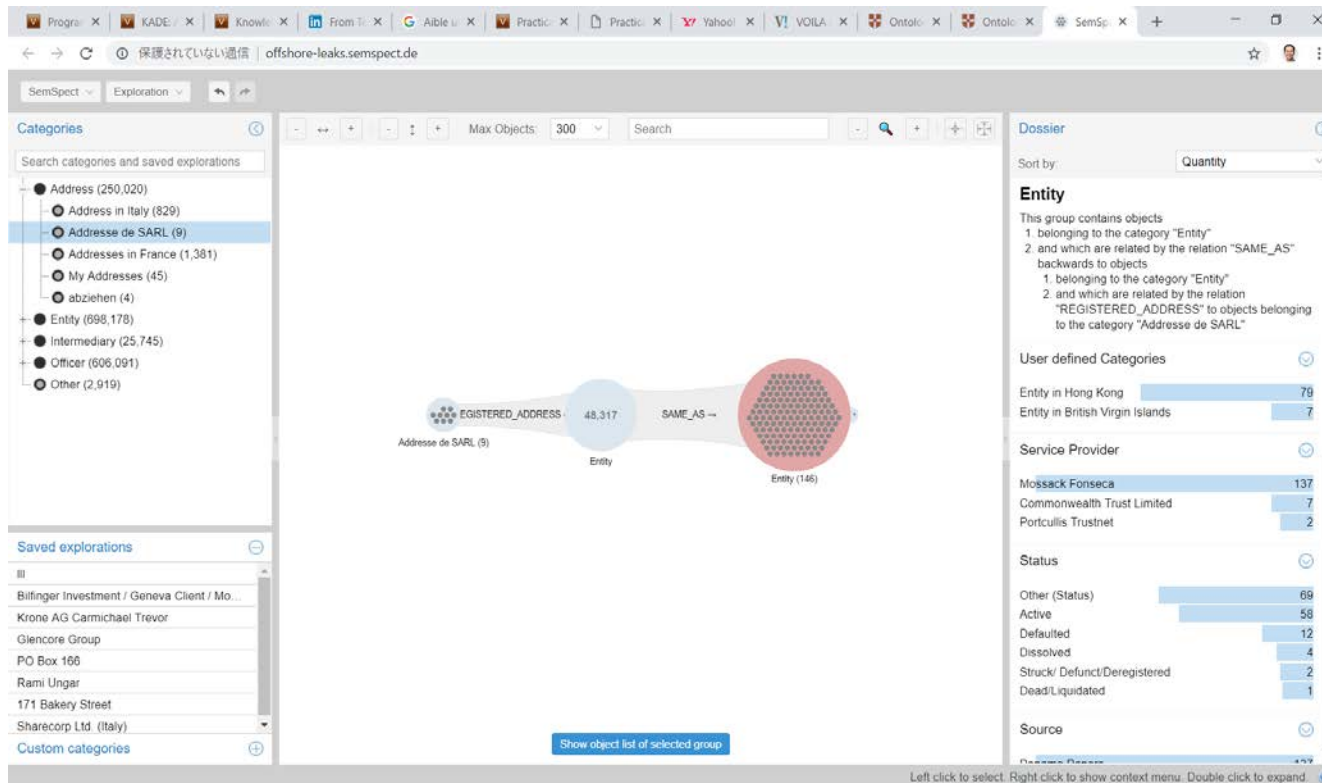 Progra
KADE: /
Knowle
From T
Aible u
Practic
Practic
Yahoo!
VOILA
Ontolo
Ontolo
SemSp
保護されていない通信 | offshore-leaks.semspect.de
SemSpect
Exploration
Categories
Search categories and saved explorations
Address (250,020)
Address in Italy (829)
Addresse de SARL (9)
Addresses in France (1,381)
My Addresses (45)
abziehen (4)
Entity (698,178)
Intermediary (25,745)
Officer (606,091)
Other (2,919)
Saved explorations
lll
Bilfinger Investment / Geneva Client / Mo...
Krone AG Carmichael Trevor
Glencore Group
PO Box 166
Rami Ungar
171 Bakery Street
Sharecorp Ltd. (Italy)
Custom categories
- ↔ + - ↕ + Max Objects: 300 Search - +
EGISTERED_ADDRESS
48,317
SAME_AS →
Addresse de SARL (9)
Entity
Entity (146)
Show object list of selected group
Dossier
Sort by: Quantity
Entity
This group contains objects
1. belonging to the category "Entity"
2. and which are related by the relation "SAME_AS"
backwards to objects
1. belonging to the category "Entity"
2. and which are related by the relation
"REGISTERED_ADDRESS" to objects belonging
to the category "Addresse de SARL"
User defined Categories
Entity in Hong Kong 79
Entity in British Virgin Islands 7
Service Provider
Mossack Fonseca 137
Commonwealth Trust Limited 7
Portcullis Trustnet 2
Status
Other (Status) 69
Active 58
Defaulted 12
Dissolved 4
Struck/ Defunct/Deregistered 2
Dead/Liquidated 1
Source
Panama Papers 137
Left click to select. Right click to show context menu. Double click to expand.